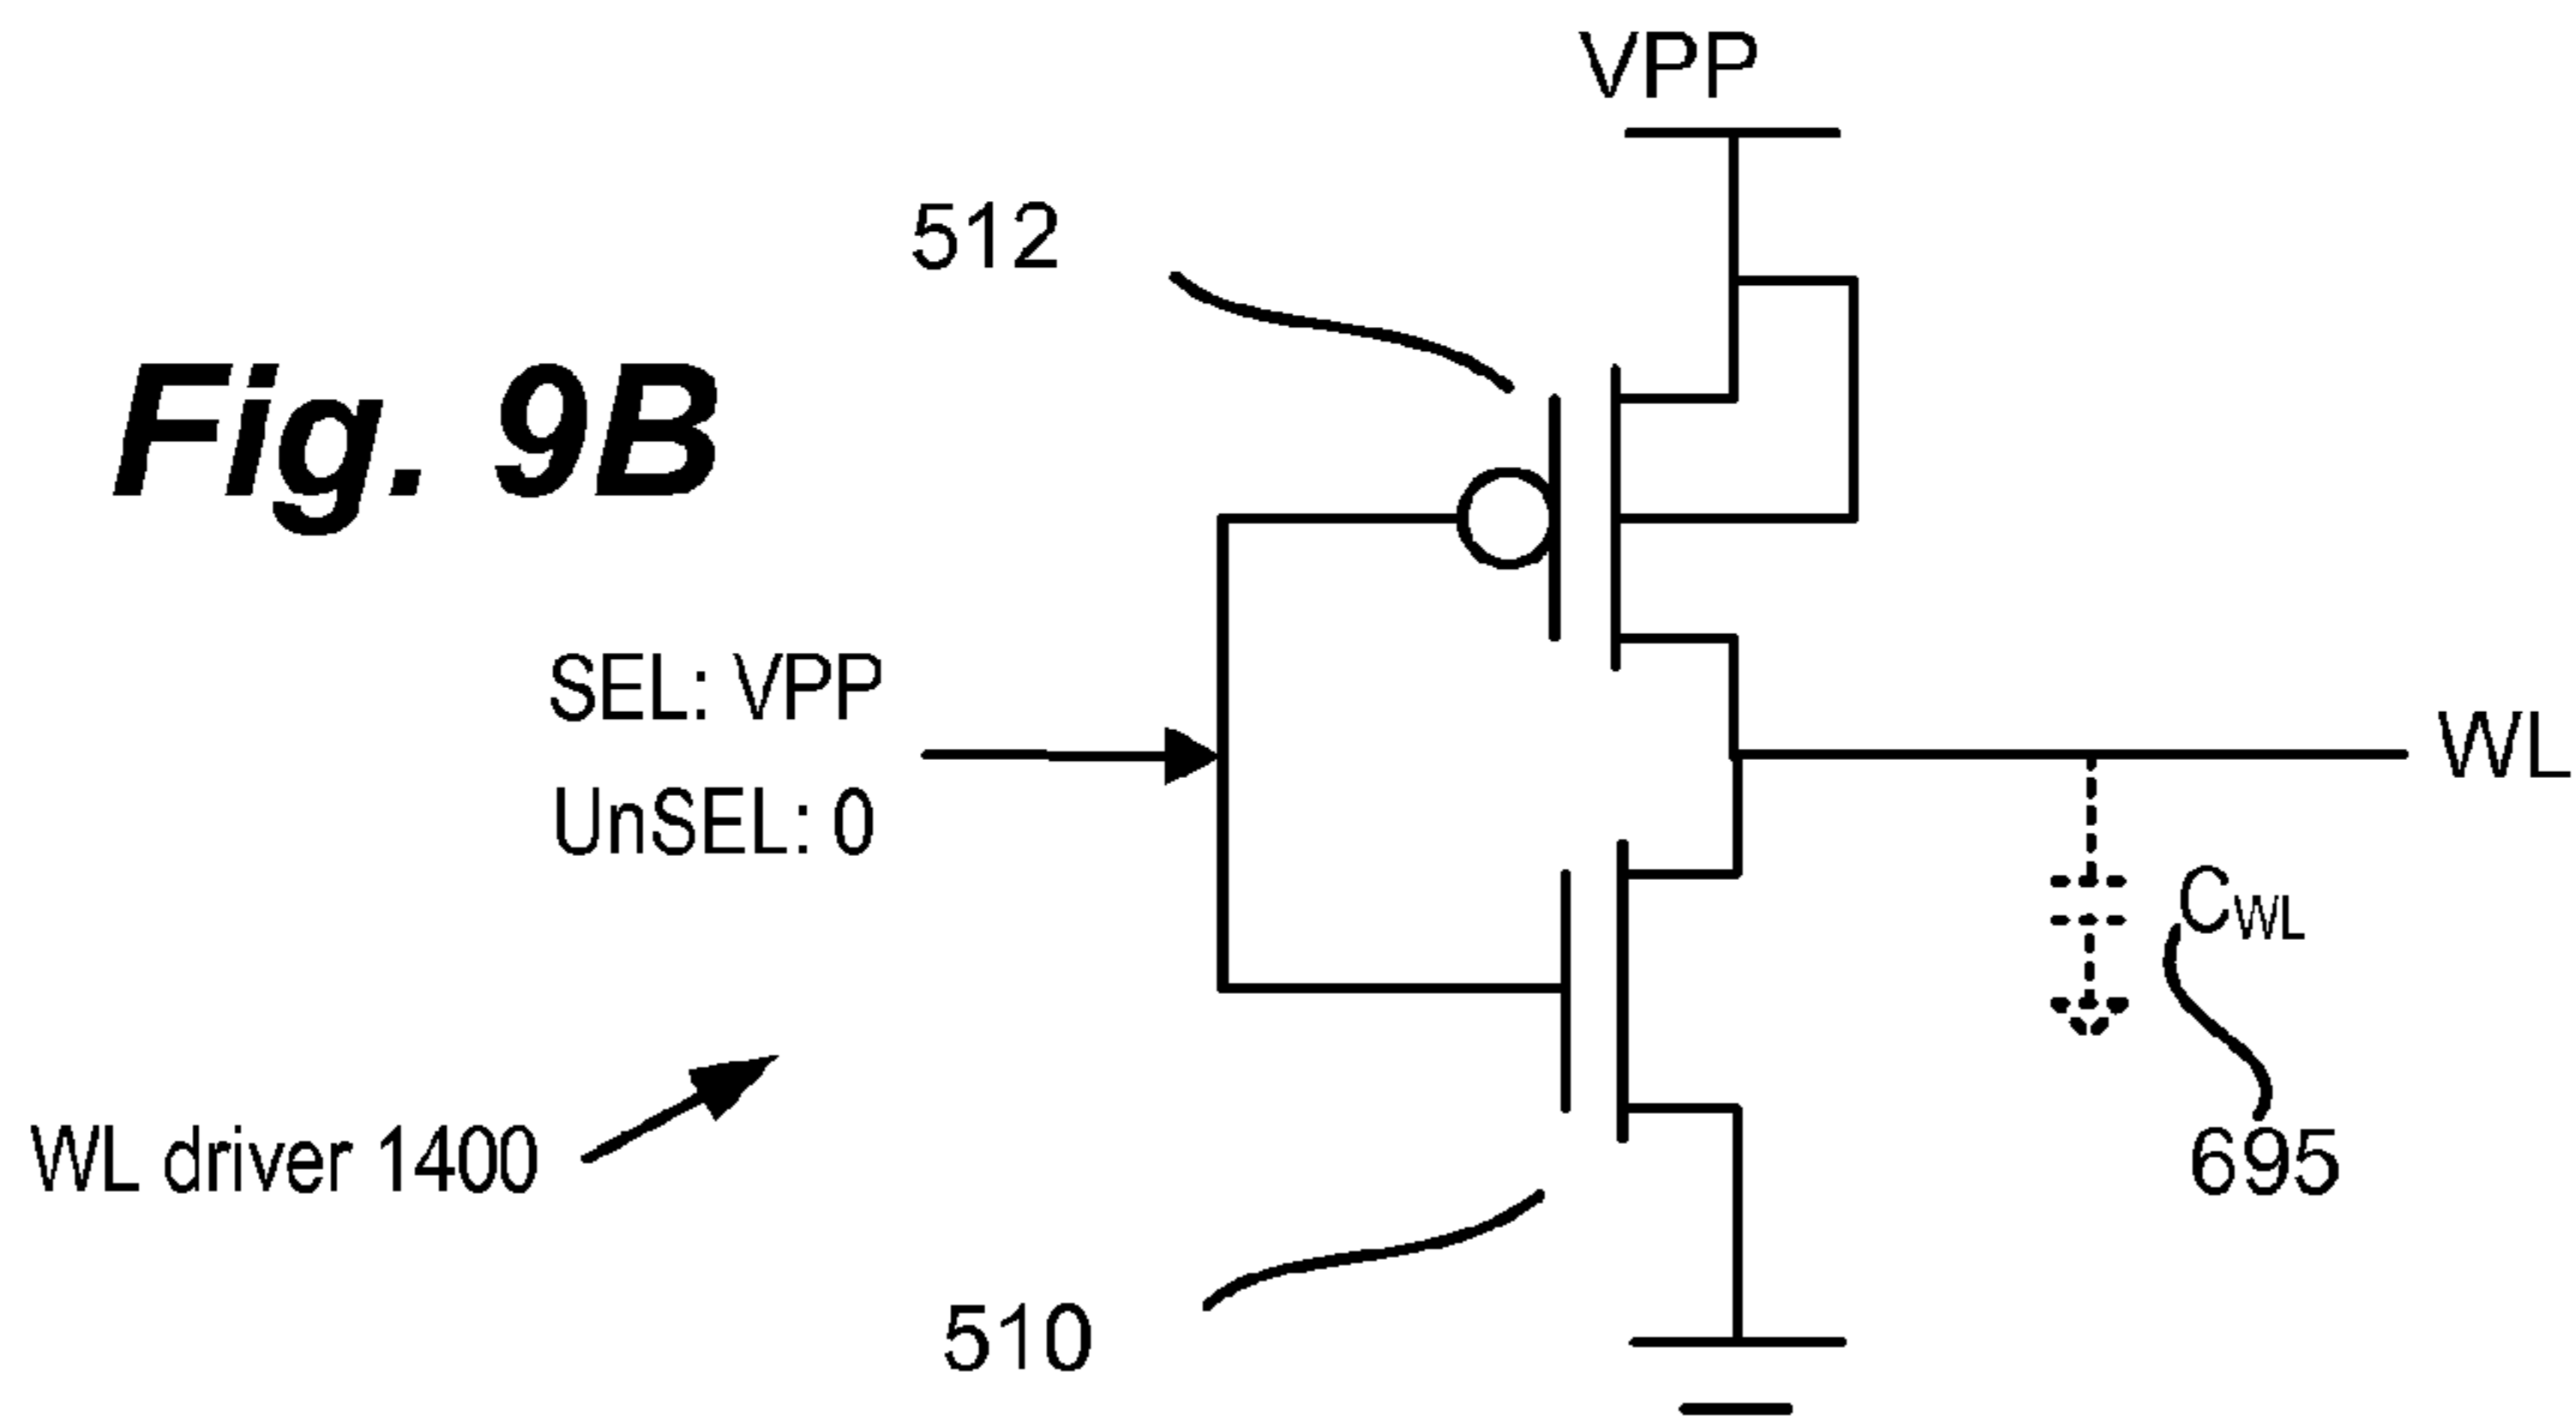 VPP
512
Fig. 9B
SEL: VPP
UnSEL: 0
WL
CWL
WL driver 1400
695
510